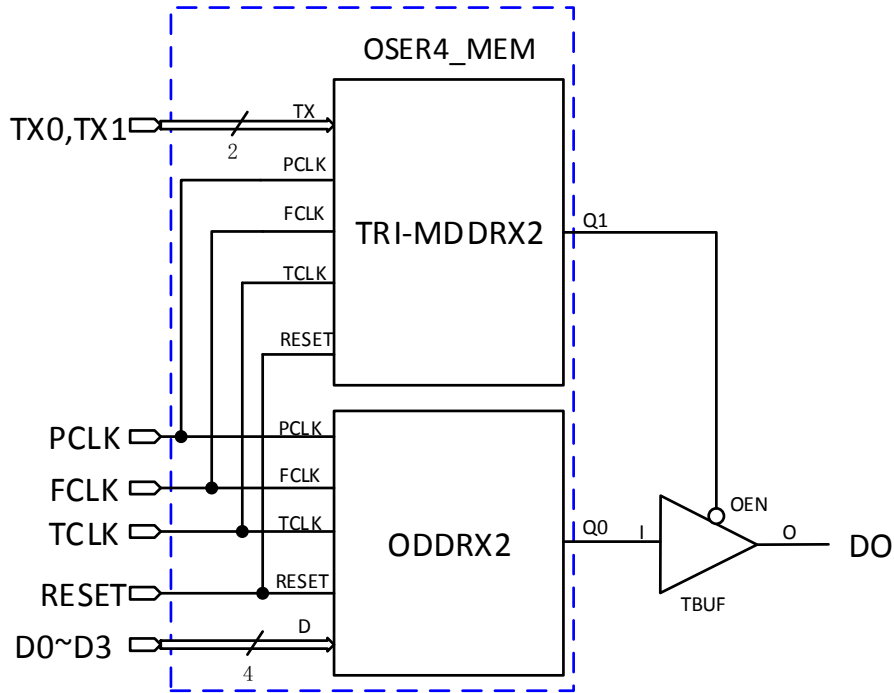 OSER4_MEM
TX0,TX1
TX
2
PCLK
FCLK
TRI-MDDRX2
Q1
TCLK
RESET
PCLK
PCLK
FCLK
FCLK
OEN
TCLK
TCLK
ODDRX2
Q0
I
O
DO
RESET
RESET
TBUF
D0~D3
D
4